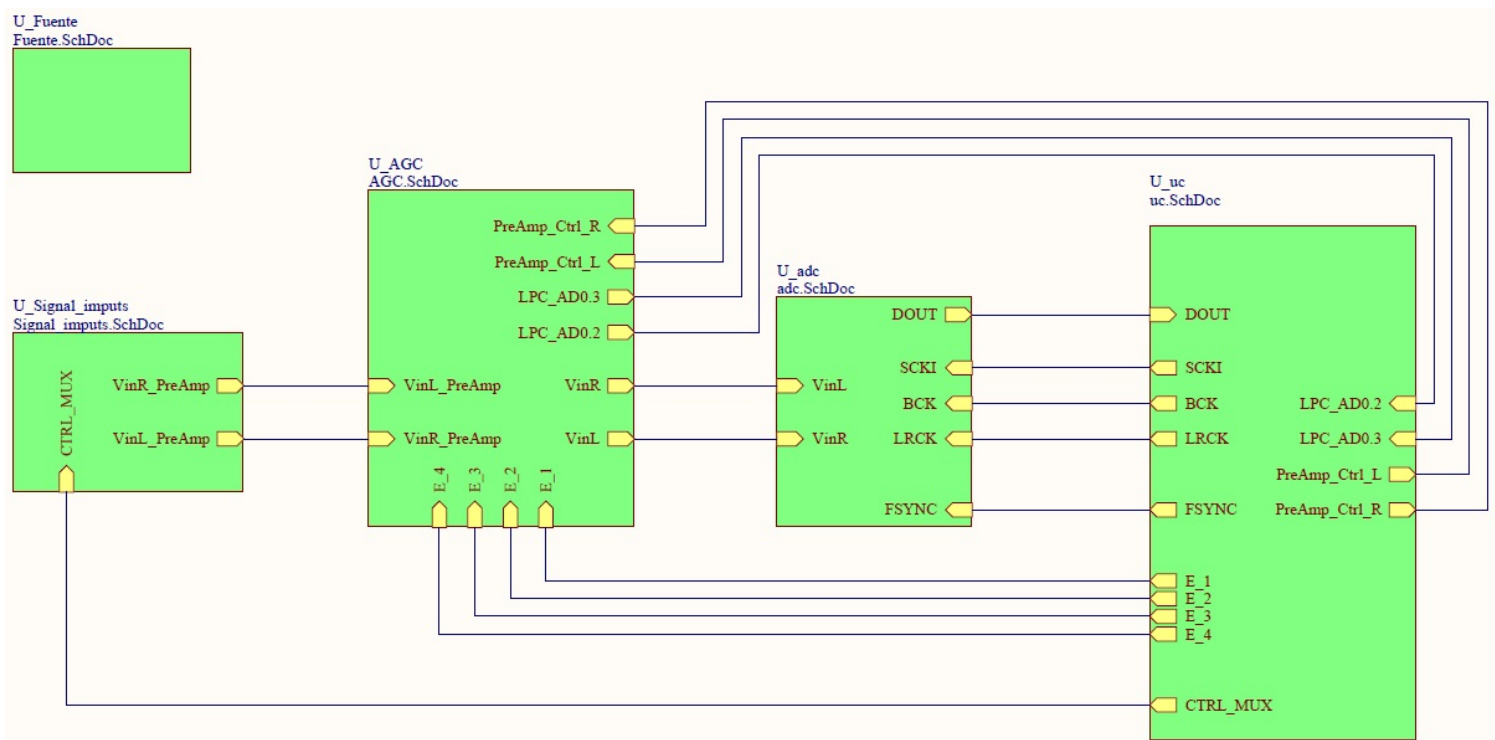 U_Fuente
Fuente.SchDoc
U_AGC
AGC.SchDoc
PreAmp_Ctrl_R
PreAmp_Ctrl_L
LPC_AD0.3
LPC_AD0.2
VinL_PreAmp
VinR
VinR_PreAmp
VinL
E_4
E_3
E_2
E_1
U_Signal_imputs
Signal_imputs.SchDoc
CTRL_MUX
VinR_PreAmp
VinL_PreAmp
U_adc
adc.SchDoc
DOUT
SCKI
VinL
BCK
VinR
LRCK
FSYNC
U_uc
uc.SchDoc
DOUT
SCKI
BCK
LPC_AD0.2
LRCK
LPC_AD0.3
PreAmp_Ctrl_L
FSYNC
PreAmp_Ctrl_R
E_1
E_2
E_3
E_4
CTRL_MUX